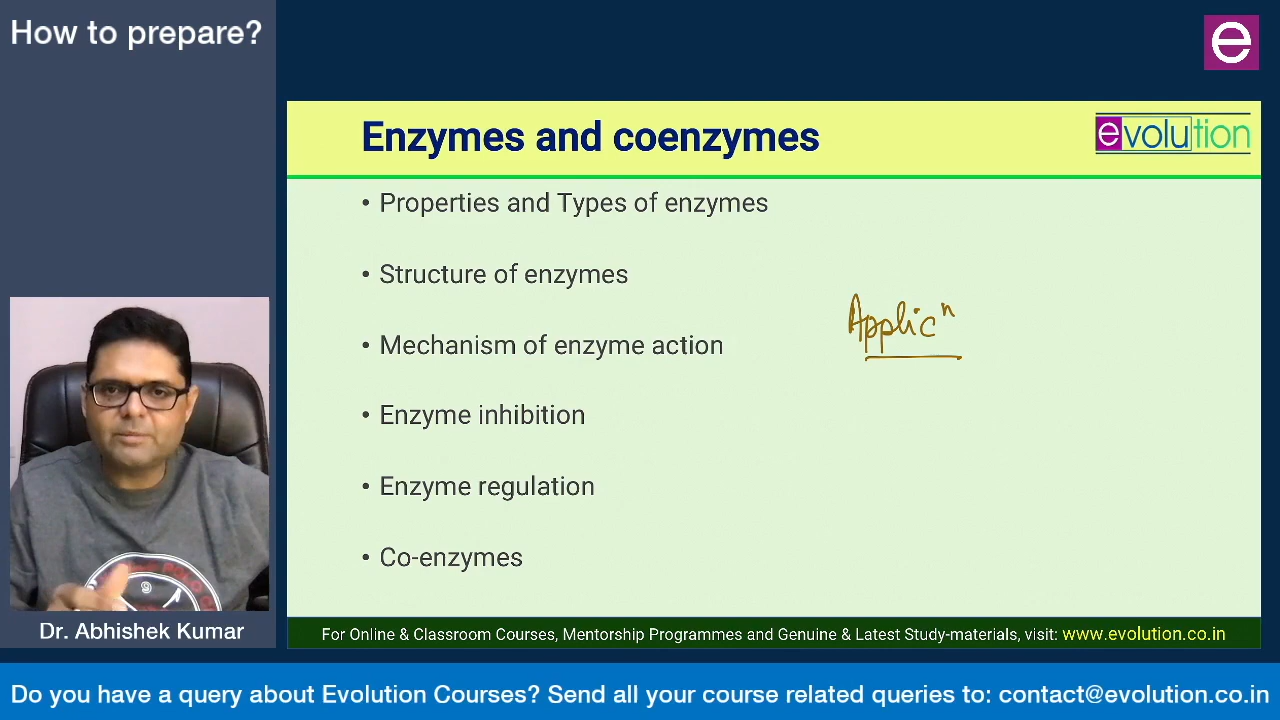 How to prepare?
e
Enzymes and coenzymes
evolution
• Properties and Types of enzymes
• Structure of enzymes
• Mechanism of enzyme action
• Enzyme inhibition
• Enzyme regulation
• Co-enzymes
Applicⁿ
Dr. Abhishek Kumar
For Online & Classroom Courses, Mentorship Programmes and Genuine & Latest Study-materials, visit: www.evolution.co.in
Do you have a query about Evolution Courses? Send all your course related queries to: contact@evolution.co.in